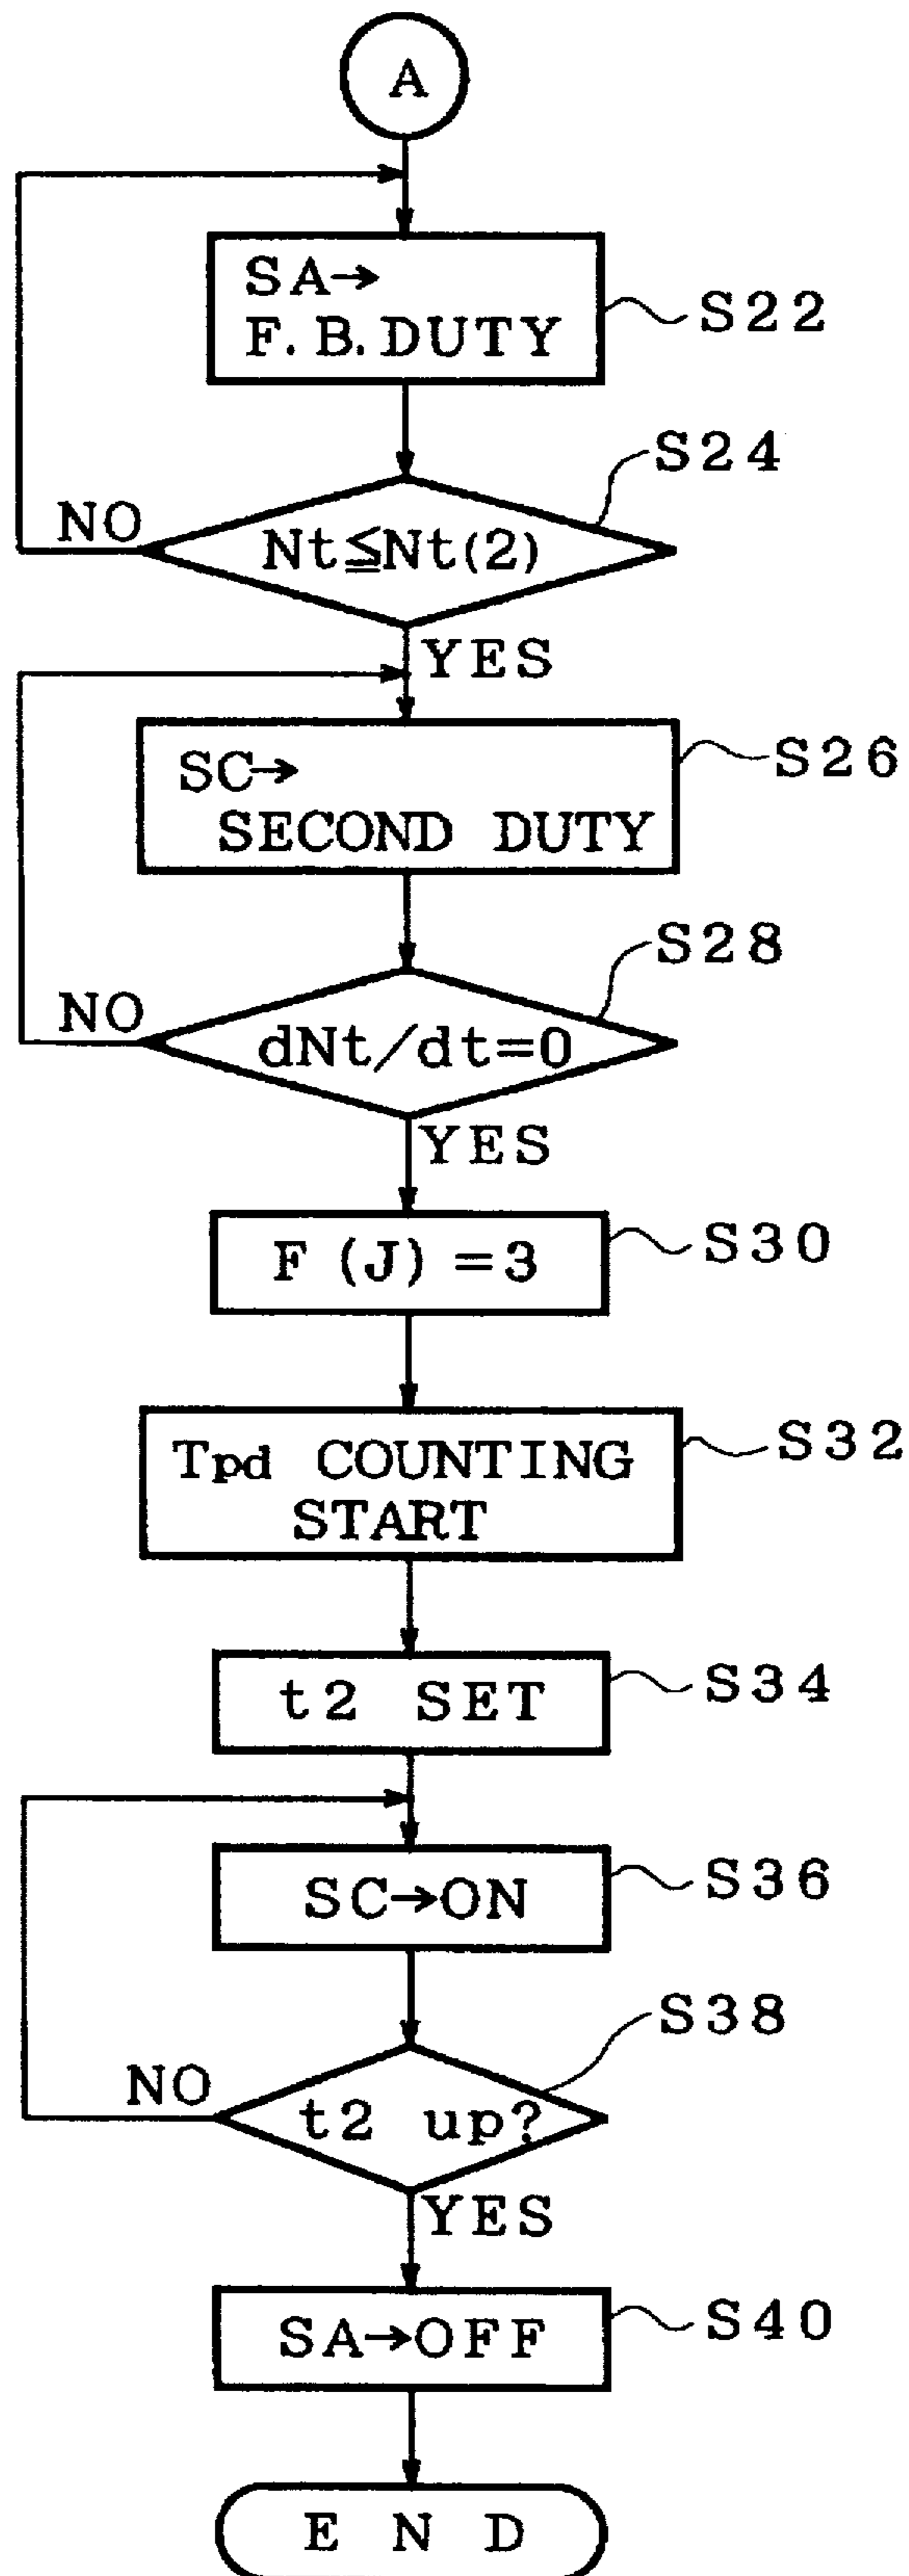 A
SA→
F.B.DUTY
S22
S24
Nt≦Nt(2)
NO
YES
SC→
SECOND DUTY
S26
S28
dNt/dt=0
NO
YES
F (J) =3
S30
Tpd COUNTING
START
S32
t2 SET
S34
SC→ON
S36
S38
t2 up?
NO
YES
SA→OFF
S40
END